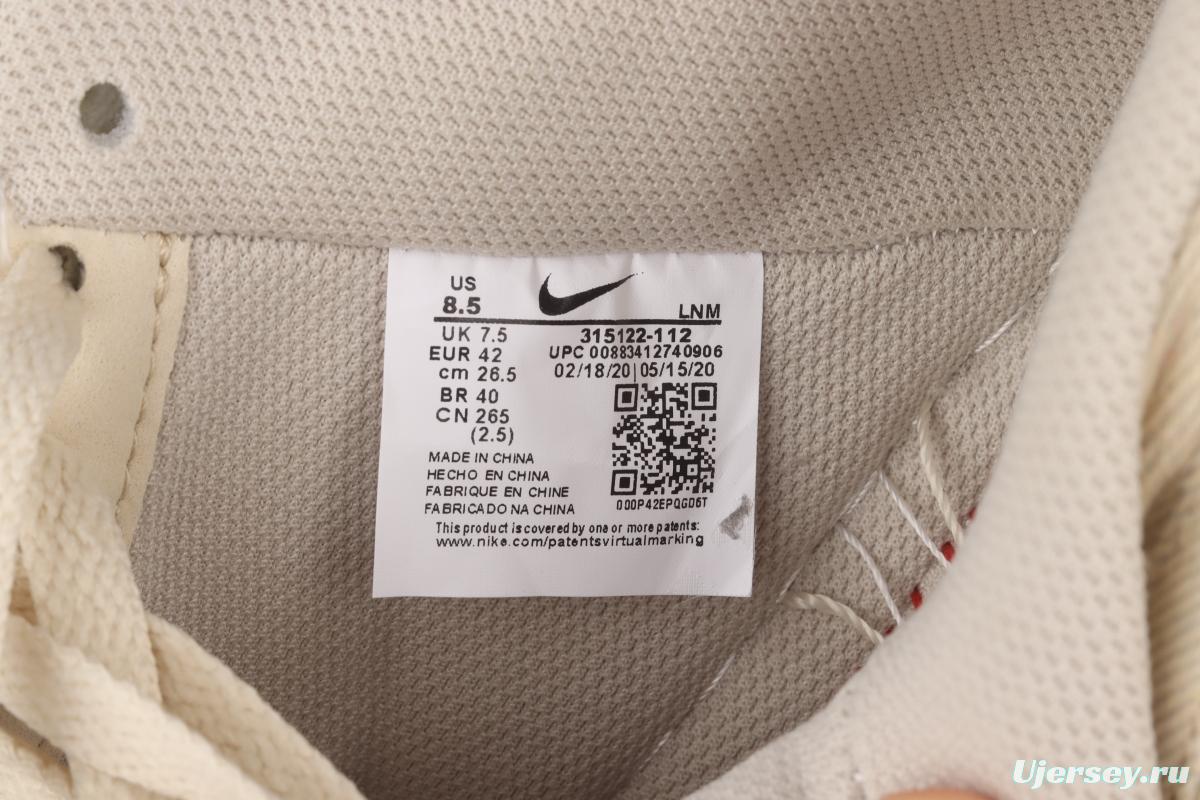 US
8.5
LNM
UK 7.5
315122-112
EUR 42
UPC 00883412740906
cm 26.5
02/18/20 | 05/15/20
BR 40
CN 265
(2.5)
MADE IN CHINA
HECHO EN CHINA
FABRIQUE EN CHINE
FABRICADO NA CHINA
000P42EPQGD6T
This product is covered by one or more patents:
www.nike.com/patentsvirtualmarking
Ujersey.ru